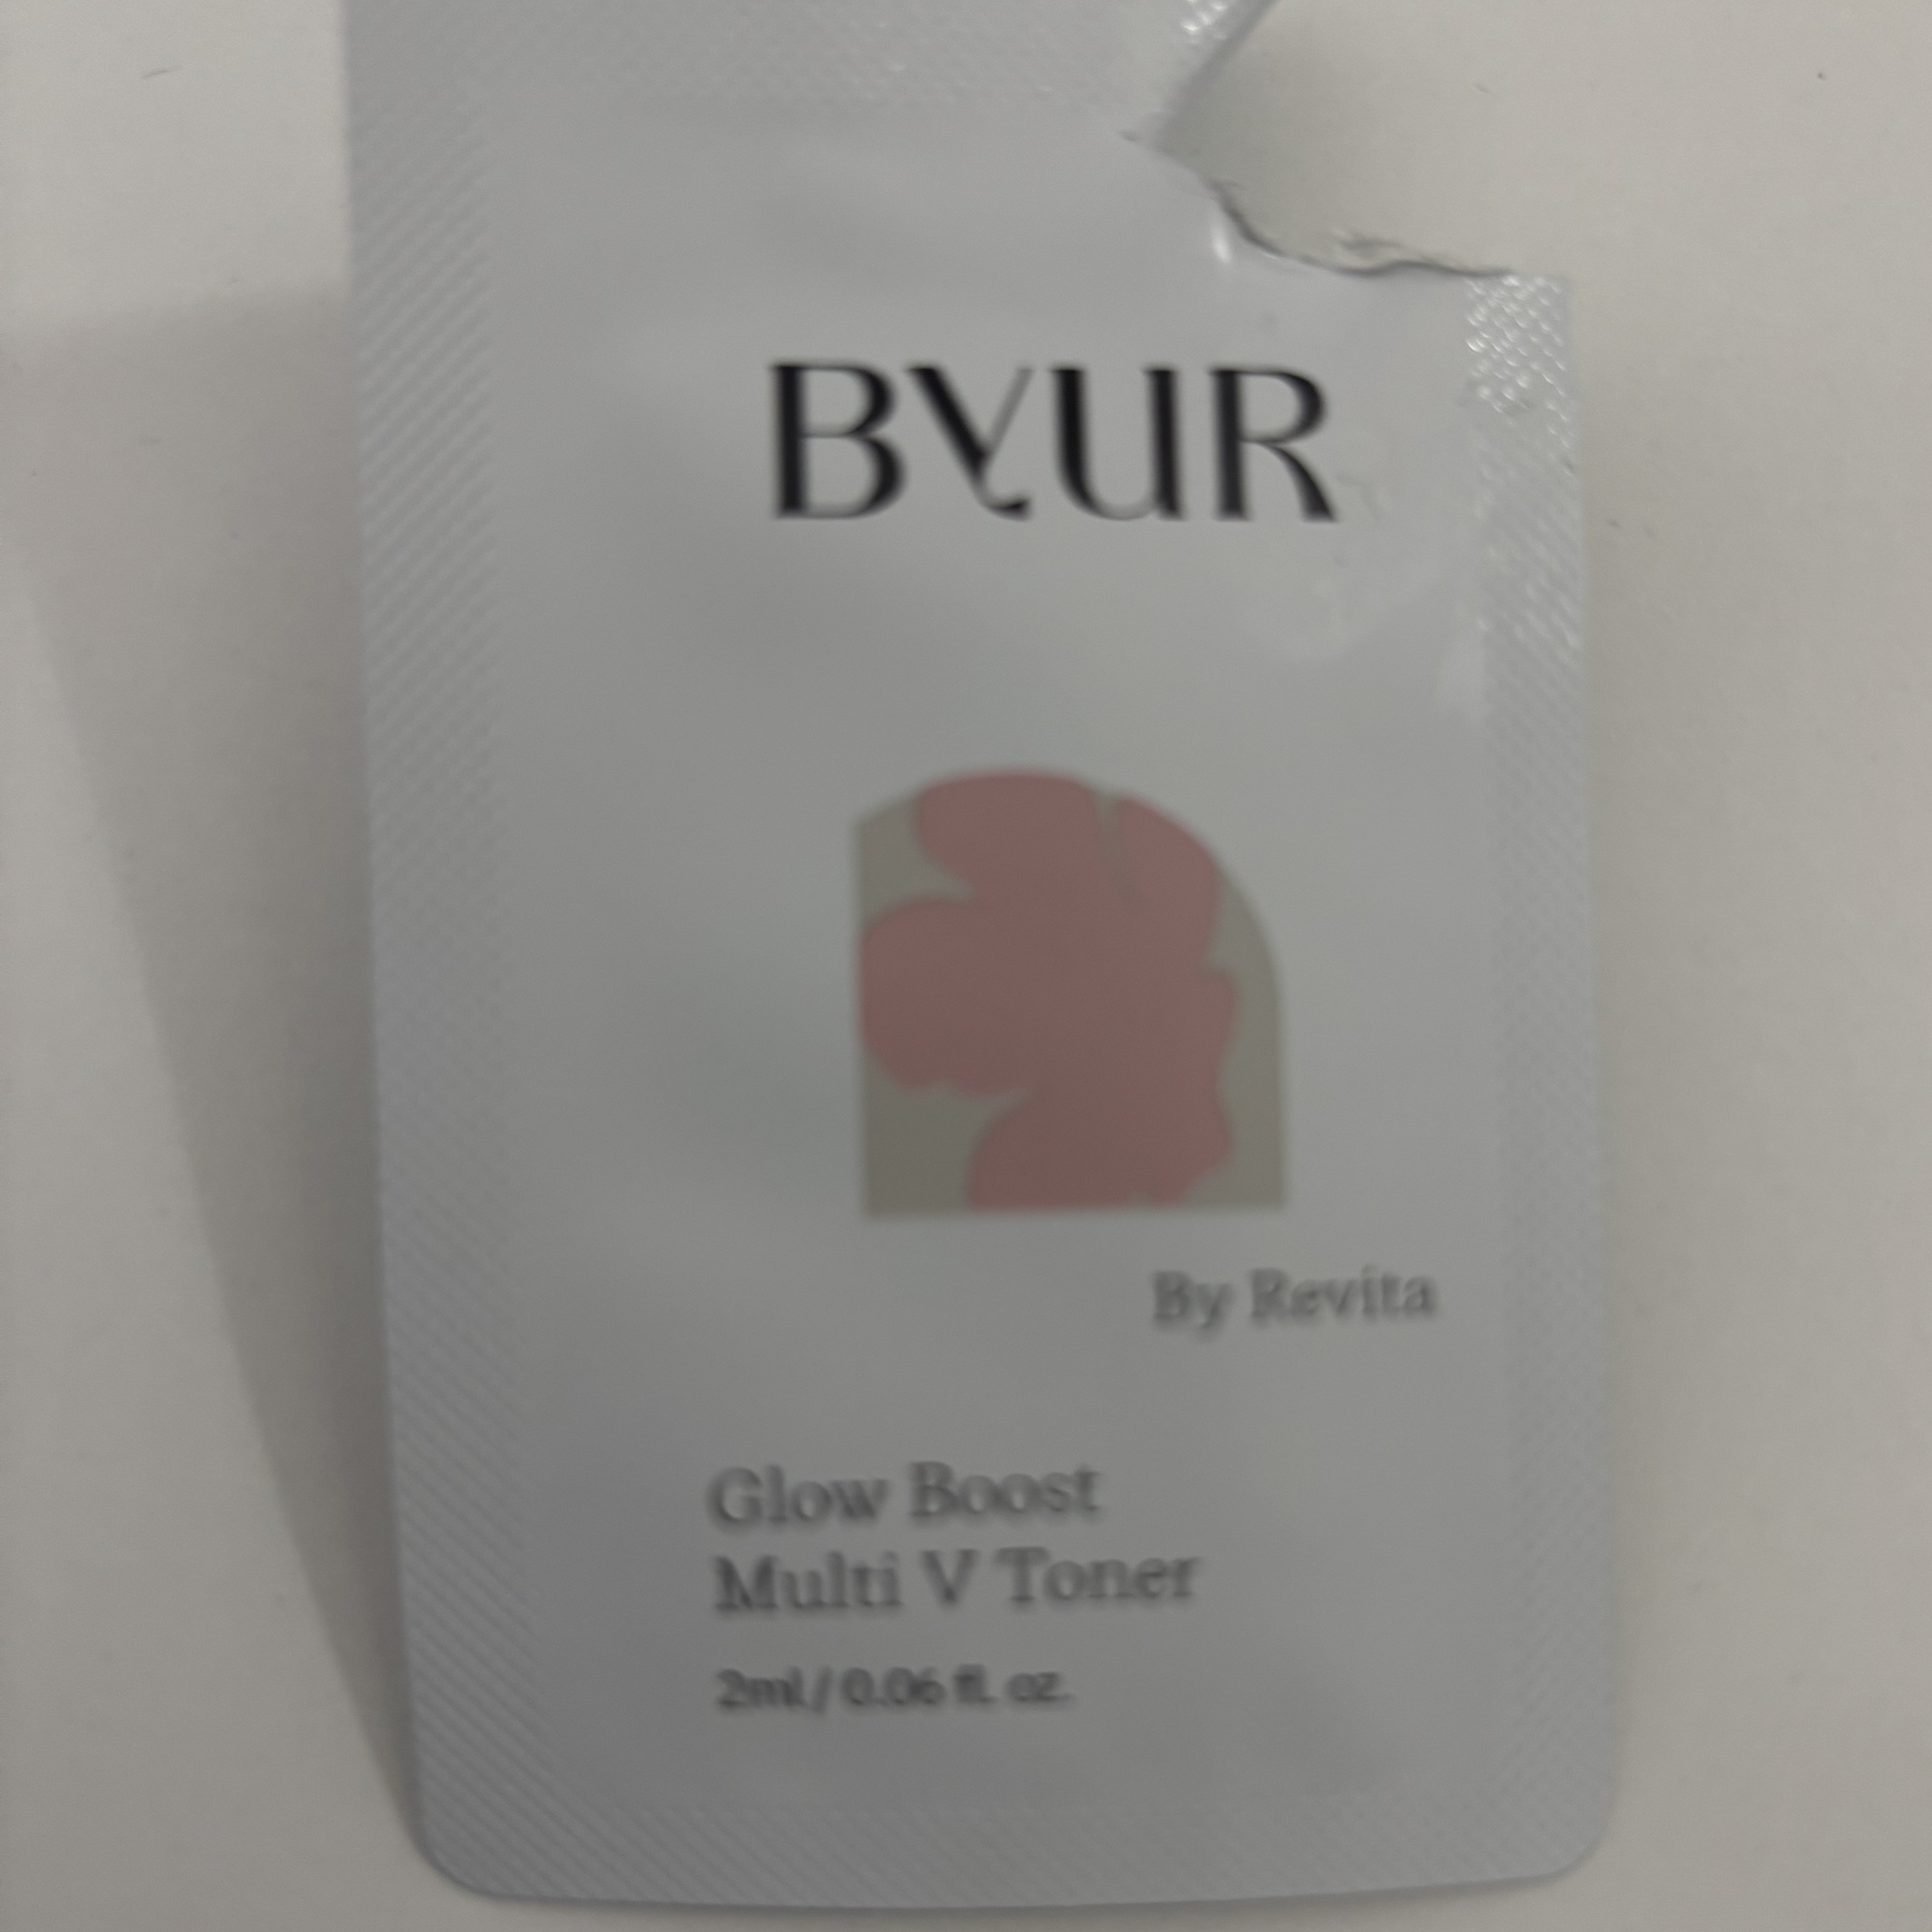 BYUR
By Revita
Glow Boost
Multi V Toner
2ml / 0.06 fl. oz.